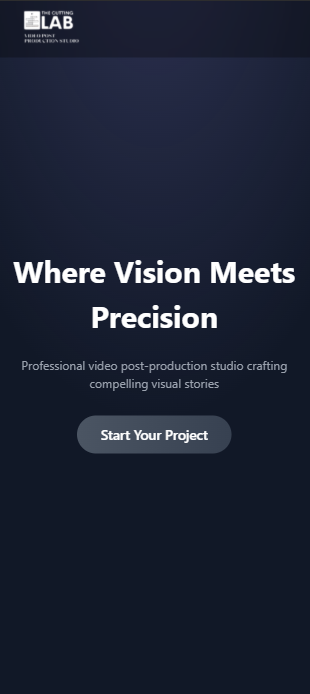 THE CUTTING
LAB
VIDEO POST
PRODUCTION STUDIO
Where Vision Meets
Precision
Professional video post-production studio crafting
compelling visual stories
Start Your Project